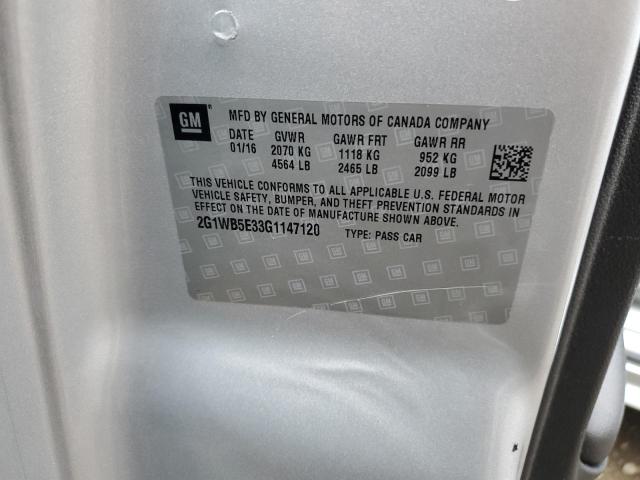 GM
MFD BY GENERAL MOTORS OF CANADA COMPANY
DATE GVWR GAWR FRT GAWR RR
01/16 2070 KG 1118 KG 952 KG
4564 LB 2465 LB 2099 LB
THIS VEHICLE CONFORMS TO ALL APPLICABLE U.S. FEDERAL MOTOR
VEHICLE SAFETY, BUMPER, AND THEFT PREVENTION STANDARDS IN
EFFECT ON THE DATE OF MANUFACTURE SHOWN ABOVE.
2G1WB5E33G1147120 TYPE: PASS CAR